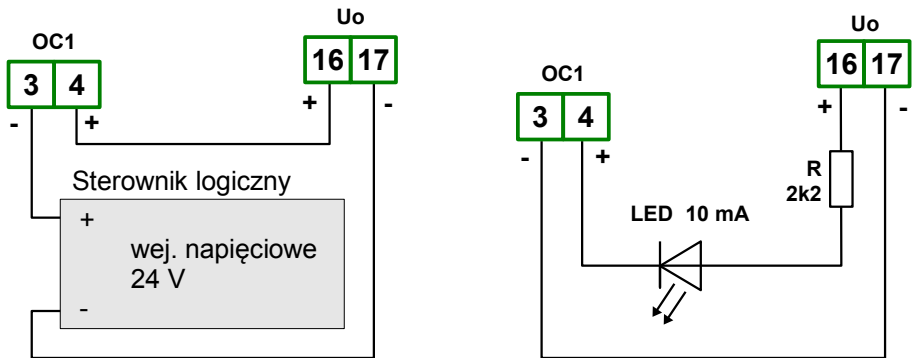 OC1
3 4
- +
Uo
16 17
+ -
Sterownik logiczny
+
wej. napięciowe
24 V
-
OC1
3 4
- +
Uo
16 17
+ -
R
2k2
LED 10 mA